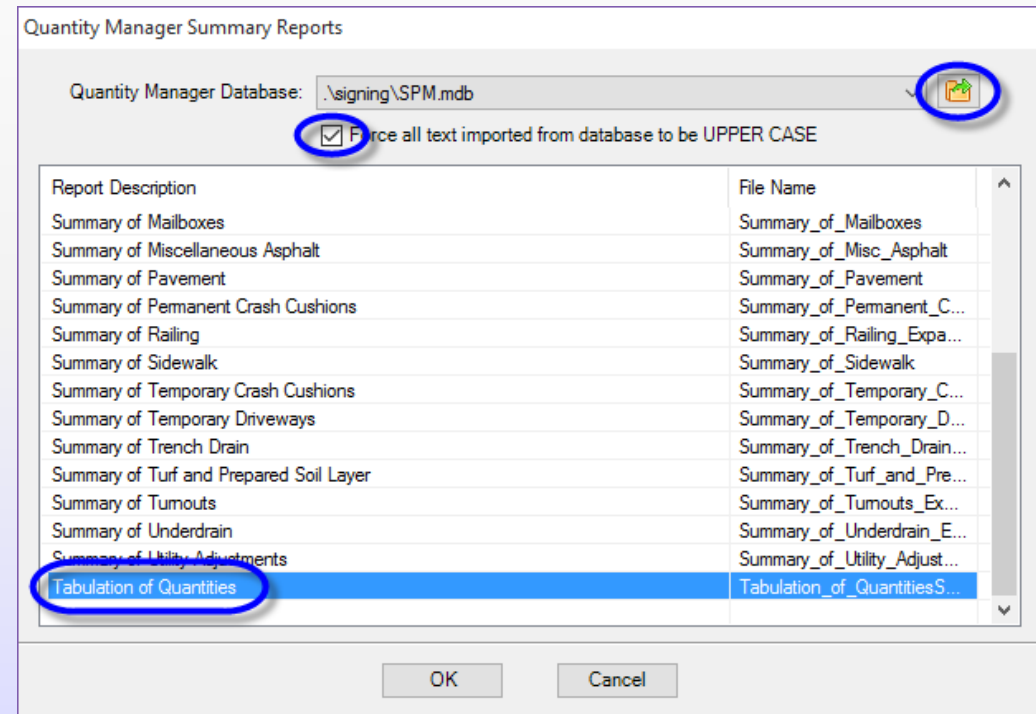 Quantity Manager Summary Reports
Quantity Manager Database: .\signing\SPM.mdb
Force all text imported from database to be UPPER CASE
Report Description File Name
Summary of Mailboxes Summary_of_Mailboxes
Summary of Miscellaneous Asphalt Summary_of_Misc_Asphalt
Summary of Pavement Summary_of_Pavement
Summary of Permanent Crash Cushions Summary_of_Permanent_C...
Summary of Railing Summary_of_Railing_Expa...
Summary of Sidewalk Summary_of_Sidewalk
Summary of Temporary Crash Cushions Summary_of_Temporary_C...
Summary of Temporary Driveways Summary_of_Temporary_D...
Summary of Trench Drain Summary_of_Trench_Drain...
Summary of Turf and Prepared Soil Layer Summary_of_Turf_and_Pre...
Summary of Turnouts Summary_of_Turnouts_Ex...
Summary of Underdrain Summary_of_Underdrain_E...
Summary of Utility Adjustments Summary_of_Utility_Adjust...
Tabulation of Quantities Tabulation_of_QuantitiesS...
OK Cancel